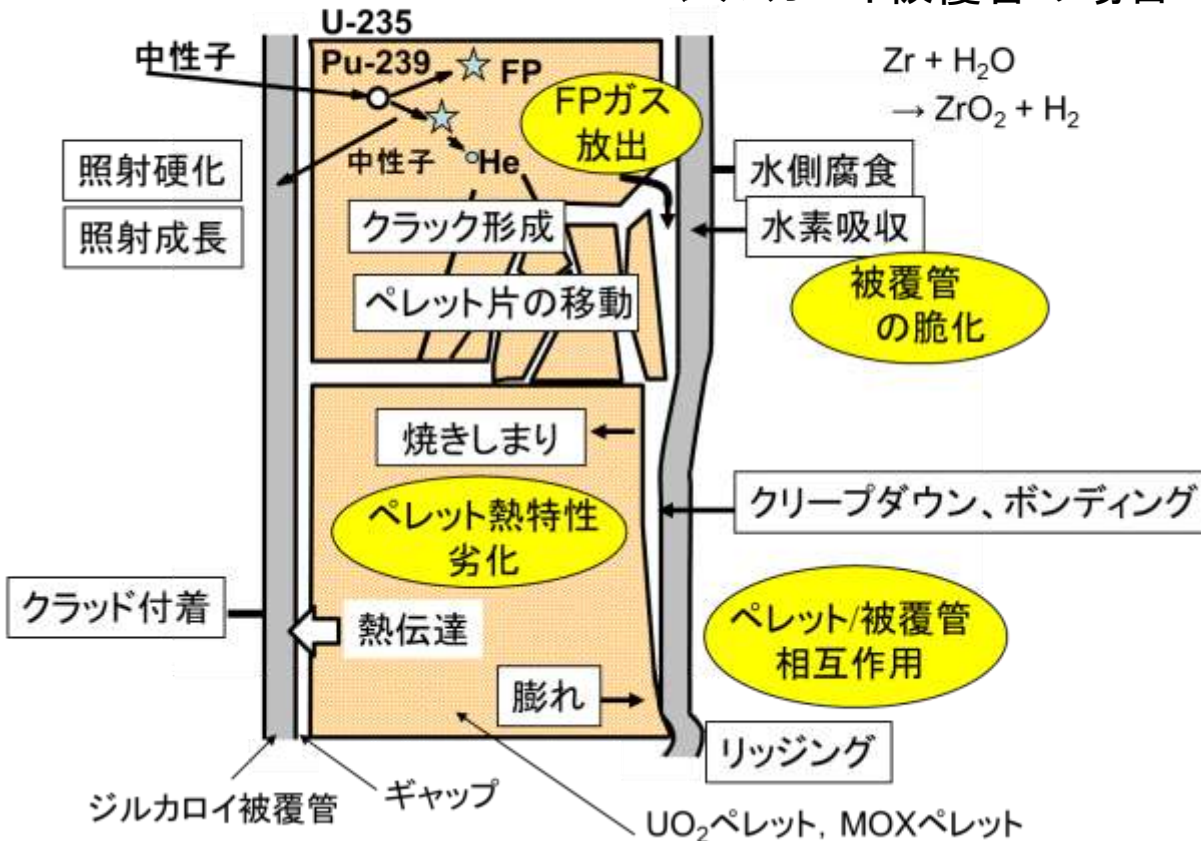 U-235
Pu-239
中性子
FP
中性子
He
FPガス
放出
Zr + H₂O
→ ZrO₂ + H₂
照射硬化
照射成長
クラック形成
ペレット片の移動
水側腐食
水素吸収
被覆管
の脆化
焼きしまり
ペレット熱特性
劣化
クリープダウン、ボンディング
クラッド付着
熱伝達
ペレット/被覆管
相互作用
膨れ
リッジング
ジルカロイ被覆管
ギャップ
UO₂ペレット, MOXペレット